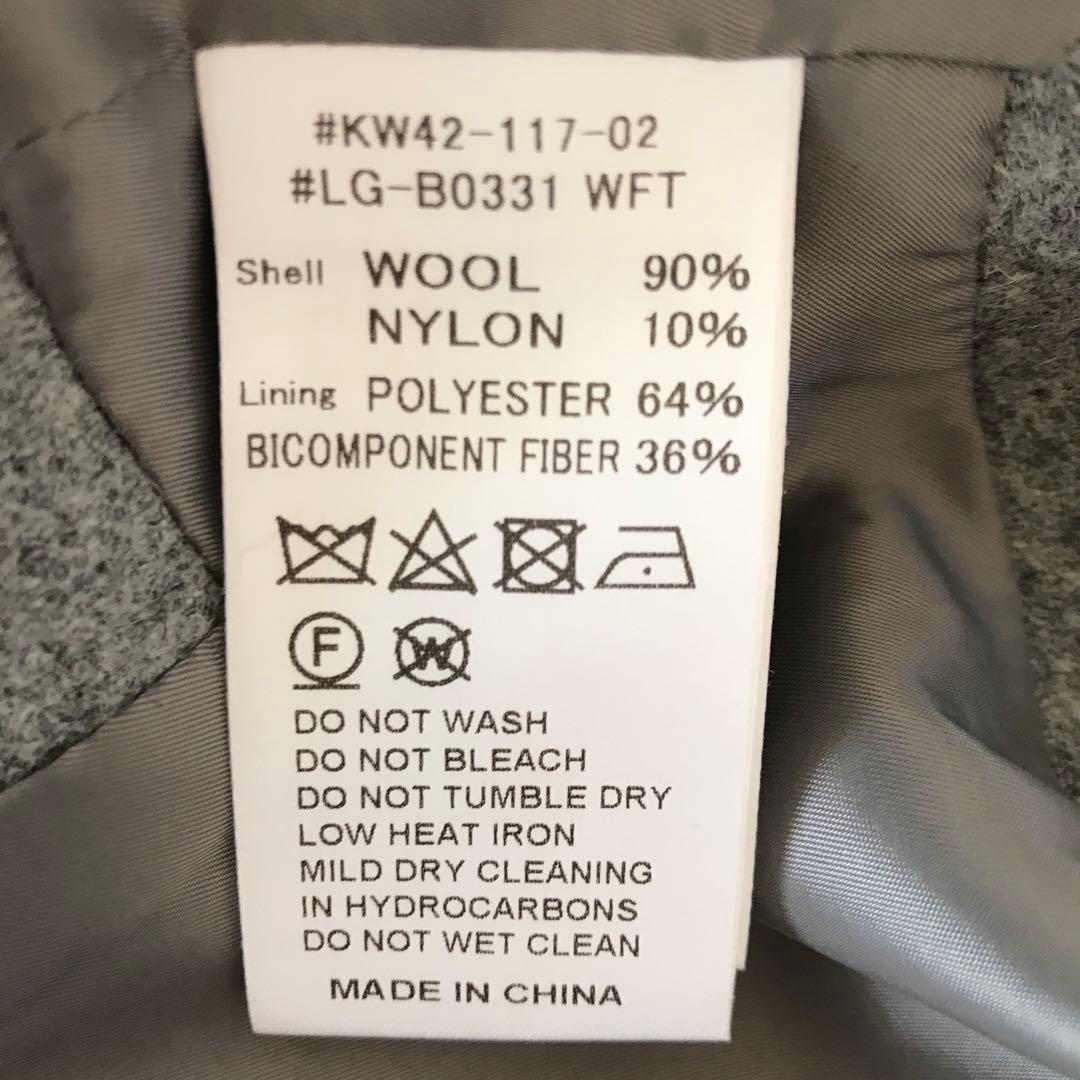 #KW42-117-02
#LG-B0331 WFT
Shell WOOL 90%
NYLON 10%
Lining POLYESTER 64%
BICOMPONENT FIBER 36%
F W
DO NOT WASH
DO NOT BLEACH
DO NOT TUMBLE DRY
LOW HEAT IRON
MILD DRY CLEANING
IN HYDROCARBONS
DO NOT WET CLEAN
MADE IN CHINA